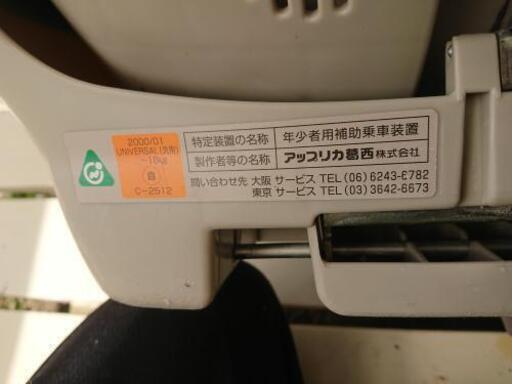 2000/01
UNIVERSAL(汎用)
~18kg
自
C-2512
特定装置の名称 年少者用補助乗車装置
製作者等の名称 アップリカ葛西株式会社
問い合わせ先 大阪 サービス TEL (06) 6243-6782
東京 サービス TEL (03) 3642-6673